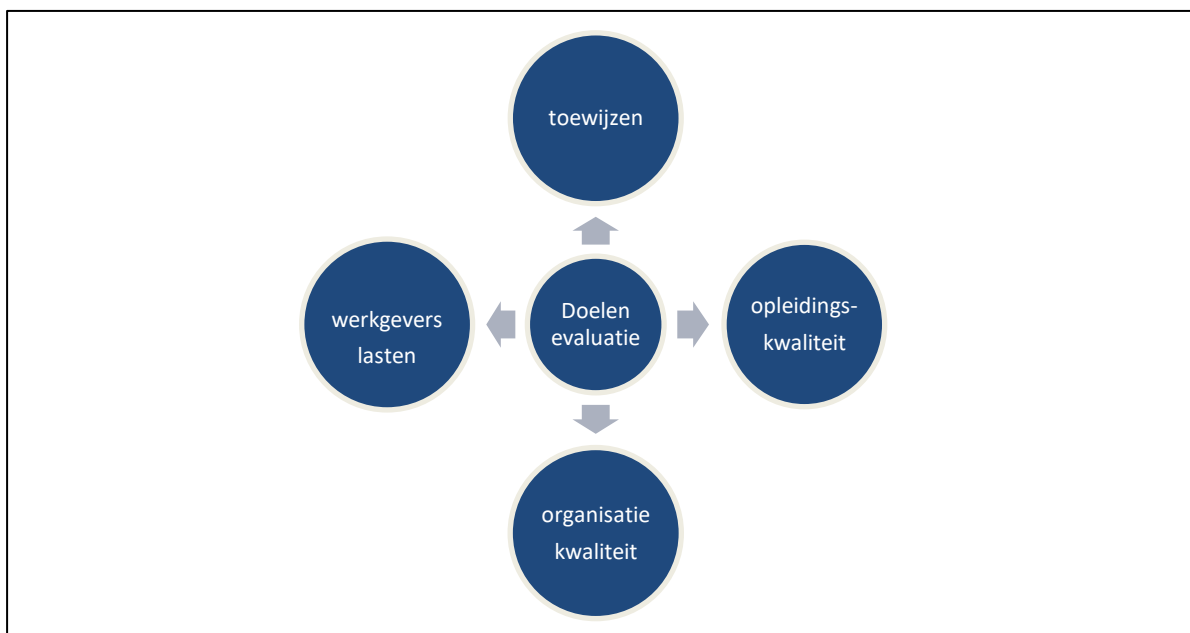 toewijzen
werkgevers
lasten
Doelen
evaluatie
opleidings-
kwaliteit
organisatie
kwaliteit